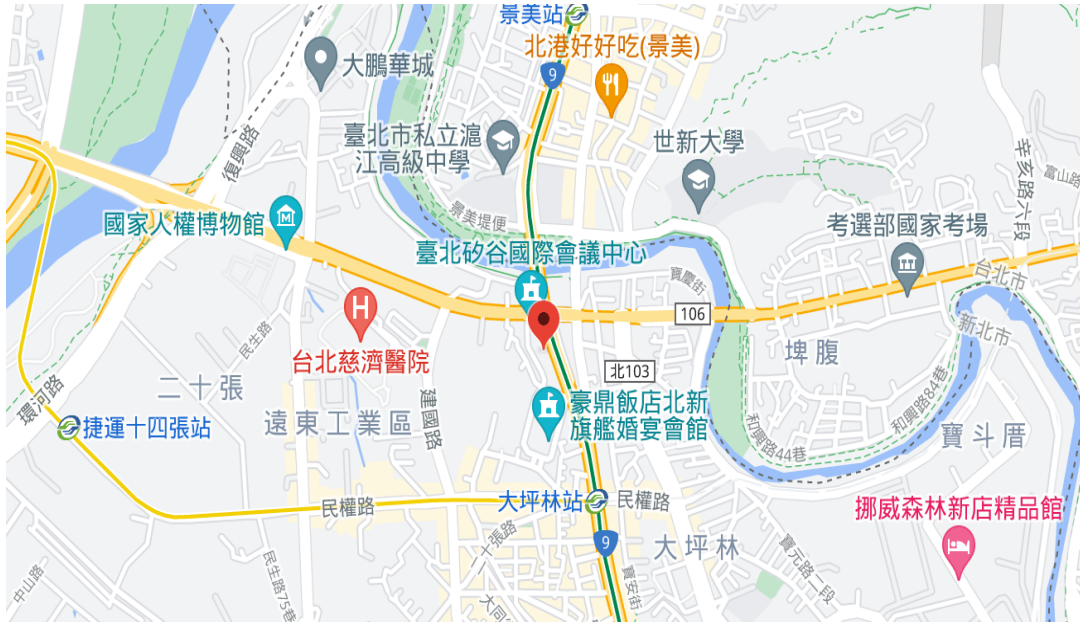 景美站
北港好好吃(景美)
9
大鵬華城
復興路
臺北市私立滬
江高級中學
世新大學
辛亥路六段
富山路
國家人權博物館
景美堤便
考選部國家考場
臺北矽谷國際會議中心
寶慶街
台北市
新北市
106
H
台北慈濟醫院
民生路
北103
埤腹
二十張
環河路
建國路
遠東工業區
豪鼎飯店北新
旗艦婚宴會館
和興路84巷
和興路44巷
寶斗厝
捷運十四張站
民權路
大坪林站
民權路
挪威森林新店精品館
9
大坪林
二十張路
寶元路二段
寶安街
中山路
民生路75巷
大同